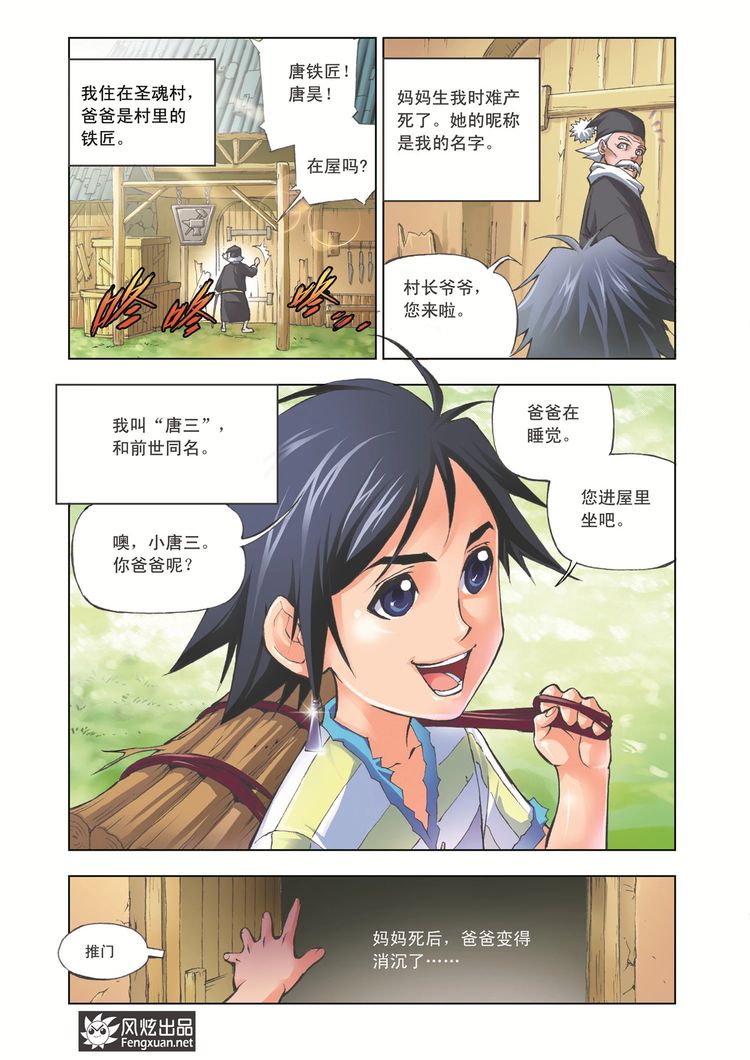 我住在圣魂村，
爸爸是村里的
铁匠。
唐铁匠！
唐昊！
在屋吗？
咚 咚 咚
妈妈生我时难产
死了。她的昵称
是我的名字。
村长爷爷，
您来啦。
我叫“唐三”，
和前世同名。
噢，小唐三。
你爸爸呢？
爸爸在
睡觉。
您进屋里
坐吧。
推门
妈妈死后，爸爸变得
消沉了……
风炫出品
Fengxuan.net